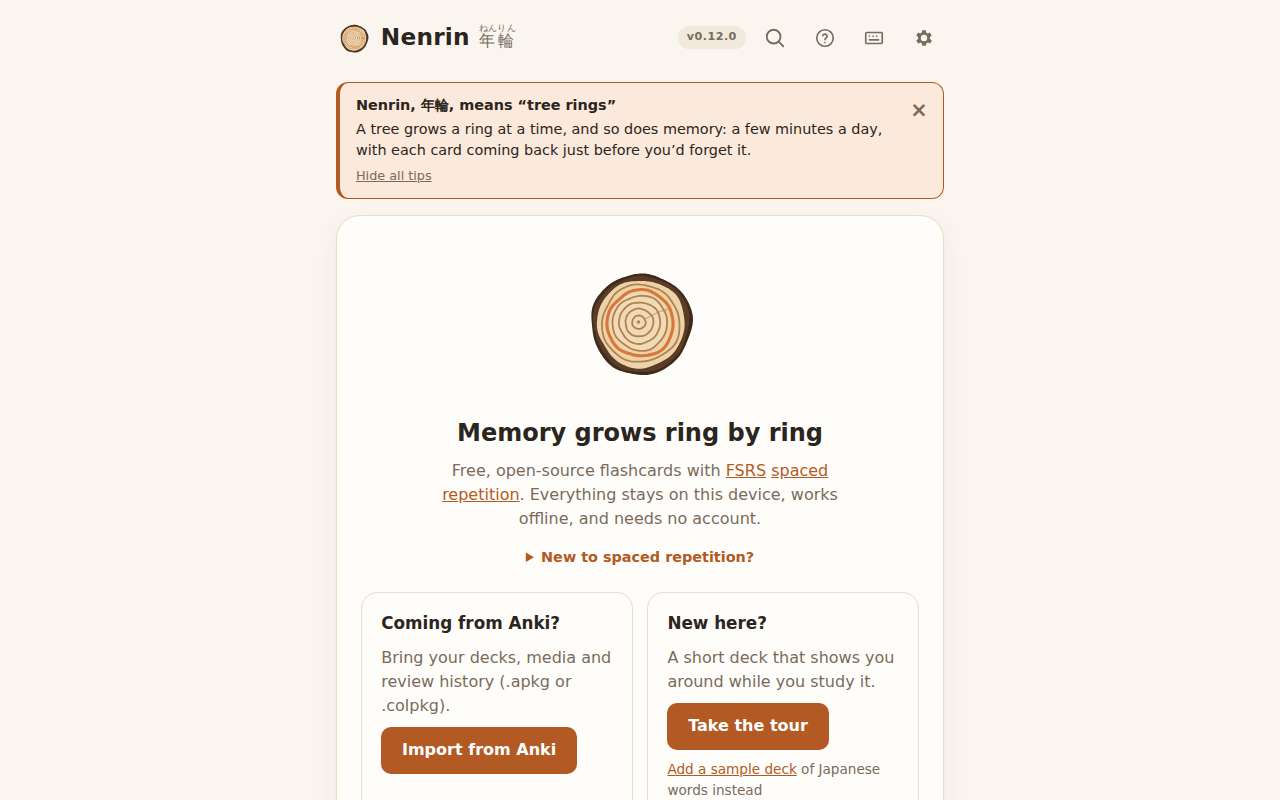 Nenrin 年輪 ねんりん
v0.12.0
Nenrin, 年輪, means “tree rings”
A tree grows a ring at a time, and so does memory: a few minutes a day,
with each card coming back just before you’d forget it.
Hide all tips
Memory grows ring by ring
Free, open-source flashcards with FSRS spaced
repetition. Everything stays on this device, works
offline, and needs no account.
New to spaced repetition?
Coming from Anki?
Bring your decks, media and
review history (.apkg or
.colpkg).
Import from Anki
New here?
A short deck that shows you
around while you study it.
Take the tour
Add a sample deck of Japanese
words instead